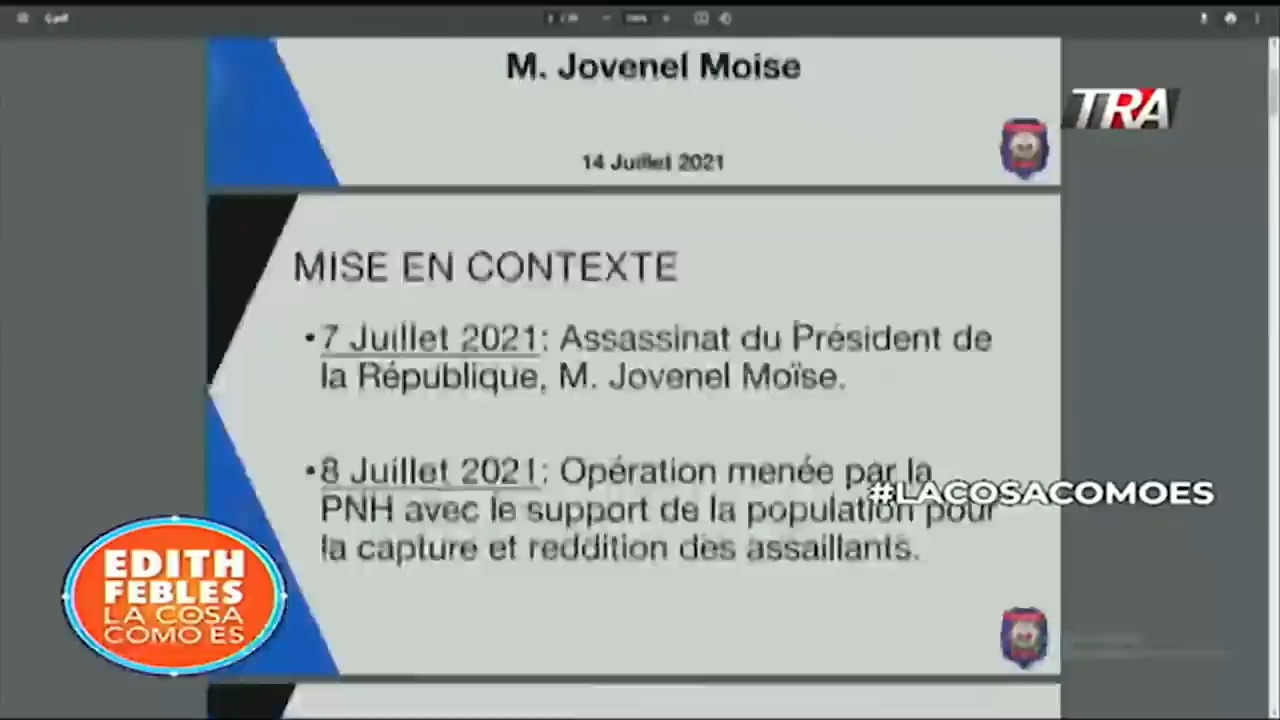 M. Jovenel Moise
TRA
14 Juillet 2021
MISE EN CONTEXTE
•7 Juillet 2021: Assassinat du Président de
la République, M. Jovenel Moïse.
•8 Juillet 2021: Opération menée par la
PNH avec le support de la population pour
la capture et reddition des assaillants.
#LACOSACOMOES
EDITH
FEBLES
LA COSA
COMO ES